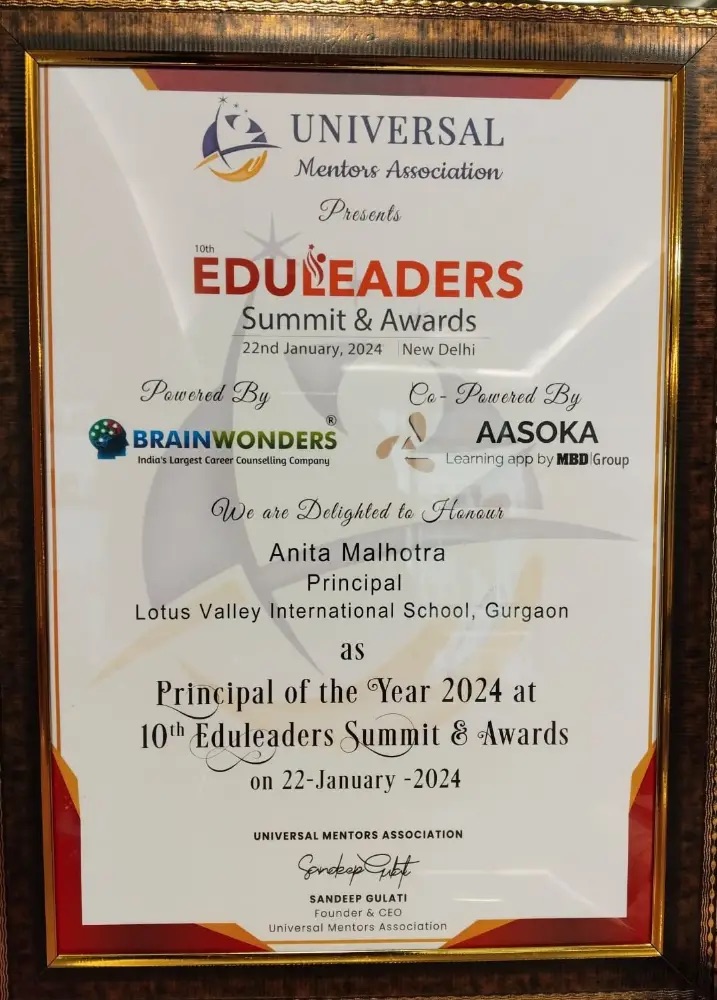 UNIVERSAL
Mentors Association
Presents
10th
EDULEADERS
Summit & Awards
22nd January, 2024 | New Delhi
Powered By
Co-Powered By
BRAINWONDERS®
AASOKA
India's Largest Career Counselling Company
Learning app by MBD|Group
We are Delighted to Honour
Anita Malhotra
Principal
Lotus Valley International School, Gurgaon
as
Principal of the Year 2024 at
10th Eduleaders Summit & Awards
on 22-January -2024
UNIVERSAL MENTORS ASSOCIATION
Sandeep Gulati
SANDEEP GULATI
Founder & CEO
Universal Mentors Association